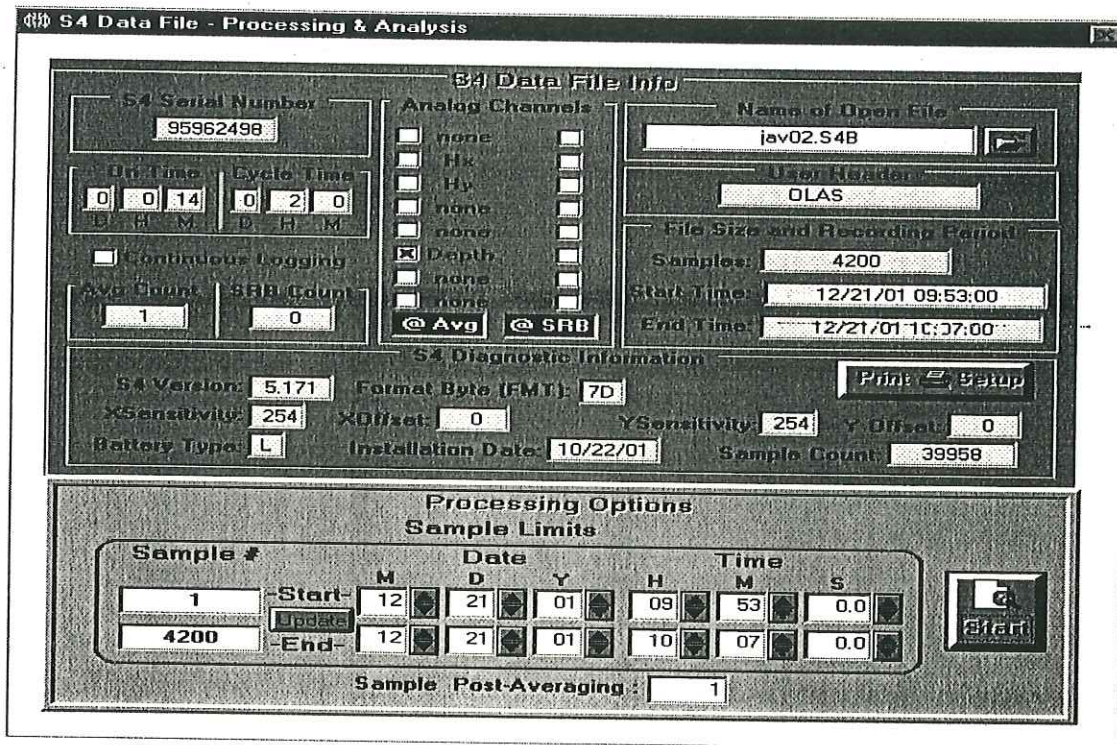 S4 Data File - Processing & Analysis
S4 Data File Info
S4 Serial Number
95962498
On Time Cycle Time
0 0 14 0 2 0
D H M D H M
Continuous Logging
Avg Count SRB Count
1 0
Analog Channels
none
Hx
Hy
none
none
Depth
none
none
@ Avg @ SRB
Name of Open File
jav02.S4B
User Header
OLAS
File Size and Recording Period
Samples: 4200
Start Time: 12/21/01 09:53:00
End Time: 12/21/01 10:07:00
S4 Diagnostic Information
Print Setup
S4 Version: 5.171 Format Byte (FMT): 7D
XSensitivity: 254 XOffset: 0 YSensitivity: 254 Y Offset: 0
Battery Type: L Installation Date: 10/22/01 Sample Count: 39958
Processing Options
Sample Limits
Sample # Date Time
M D Y H M S
1 -Start- 12 21 01 09 53 0.0
Update
4200 -End- 12 21 01 10 07 0.0
Start
Sample Post-Averaging : 1